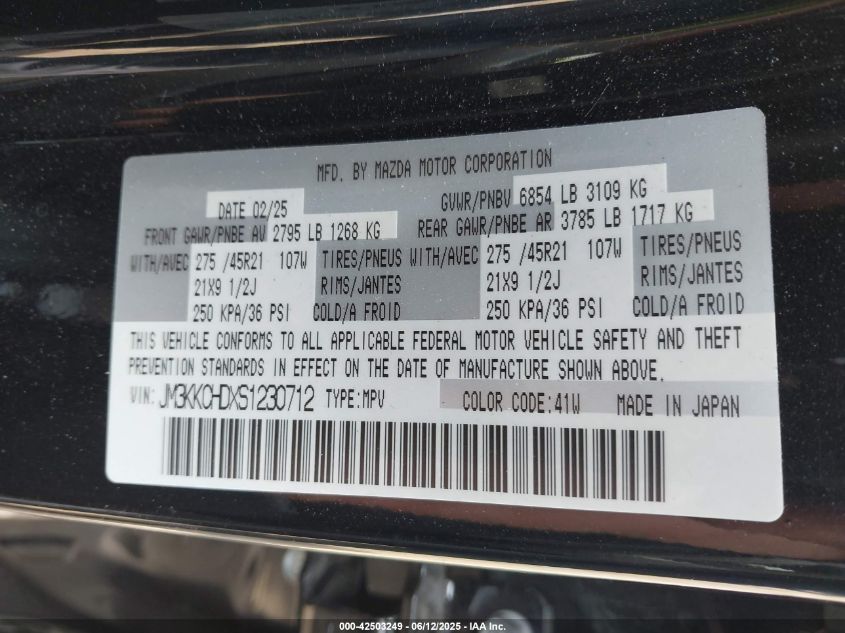 MFD. BY MAZDA MOTOR CORPORATION
DATE 02/25 GVWR/PNBV 6854 LB 3109 KG
FRONT GAWR/PNBE AV 2795 LB 1268 KG REAR GAWR/PNBE AR 3785 LB 1717 KG
WITH/AVEC 275 /45R21 107W TIRES/PNEUS WITH/AVEC 275 /45R21 107W TIRES/PNEUS
21X9 1/2J RIMS/JANTES 21X9 1/2J RIMS/JANTES
250 KPA/36 PSI COLD/A FROID 250 KPA/36 PSI COLD/A FROID
THIS VEHICLE CONFORMS TO ALL APPLICABLE FEDERAL MOTOR VEHICLE SAFETY AND THEFT
PREVENTION STANDARDS IN EFFECT ON THE DATE OF MANUFACTURE SHOWN ABOVE.
VIN: JM3KKCHDXS1230712 TYPE:MPV COLOR CODE:41W MADE IN JAPAN
000-42503249 - 06/12/2025 - IAA Inc.